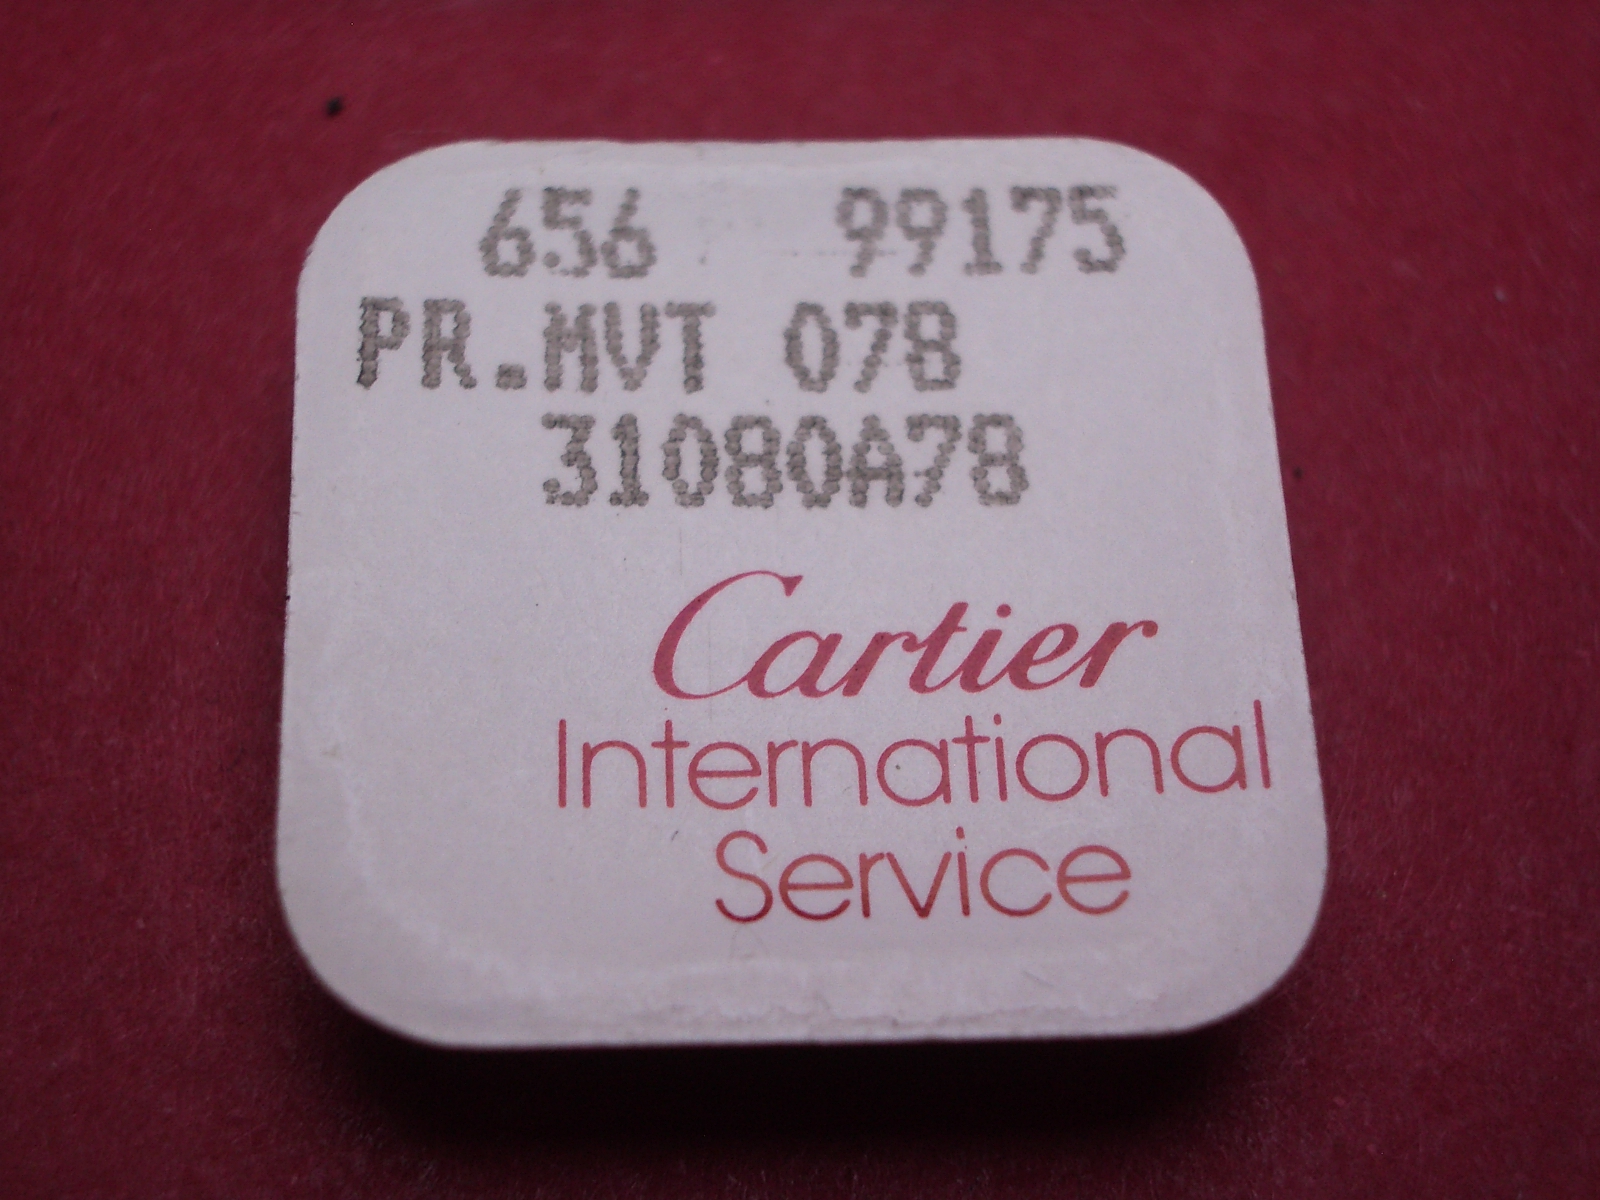 656 99175
PR.MVT 078
31080A78
Cartier
International
Service